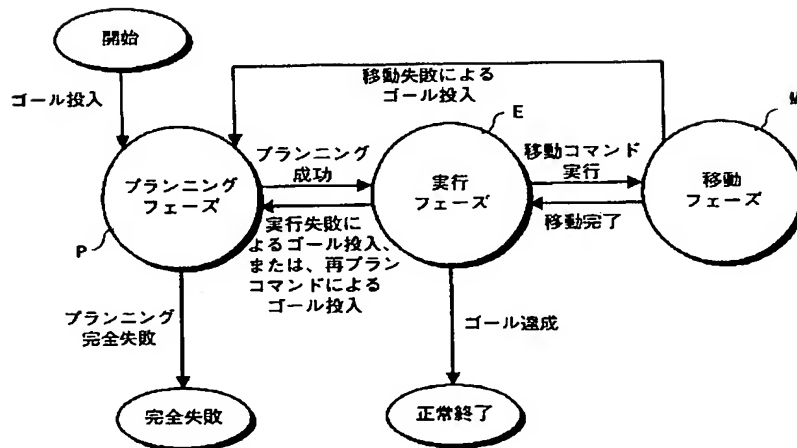 開始
ゴール投入
移動失敗による
ゴール投入
E
プランニング
フェーズ
P
プランニング
成功
実行
フェーズ
移動コマンド
実行
移動
フェーズ
移動完了
実行失敗に
よるゴール投入、
または、再プラン
コマンドによる
ゴール投入
プランニング
完全失敗
ゴール達成
完全失敗
正常終了